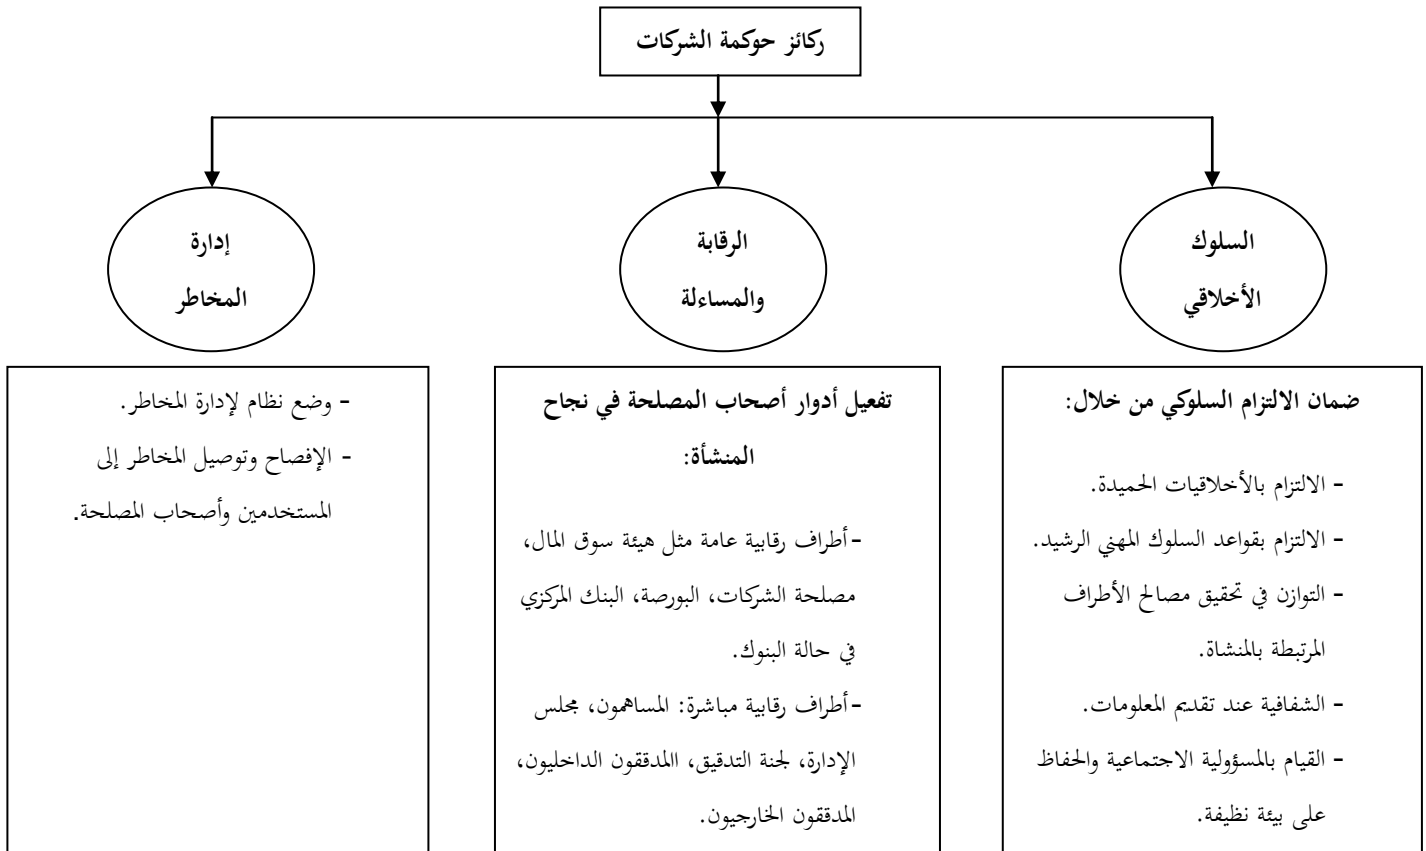 ركائز حوكمة الشركات
السلوك
الأخلاقي
الرقابة
والمساءلة
إدارة
المخاطر
ضمان الالتزام السلوكي من خلال:
- الالتزام بالأخلاقيات الحميدة.
- الالتزام بقواعد السلوك المهني الرشيد.
- التوازن في تحقيق مصالح الأطراف
المرتبطة بالمنشاة.
- الشفافية عند تقديم المعلومات.
- القيام بالمسؤولية الاجتماعية والحفاظ
على بيئة نظيفة.
تفعيل أدوار أصحاب المصلحة في نجاح
المنشأة:
-أطراف رقابية عامة مثل هيئة سوق المال،
مصلحة الشركات، البورصة، البنك المركزي
في حالة البنوك.
-أطراف رقابية مباشرة: المساهمون، مجلس
الإدارة، لجنة التدقيق، االمدققون الداخليون،
المدققون الخارجيون.
- وضع نظام لإدارة المخاطر.
- الإفصاح وتوصيل المخاطر إلى
المستخدمين وأصحاب المصلحة.